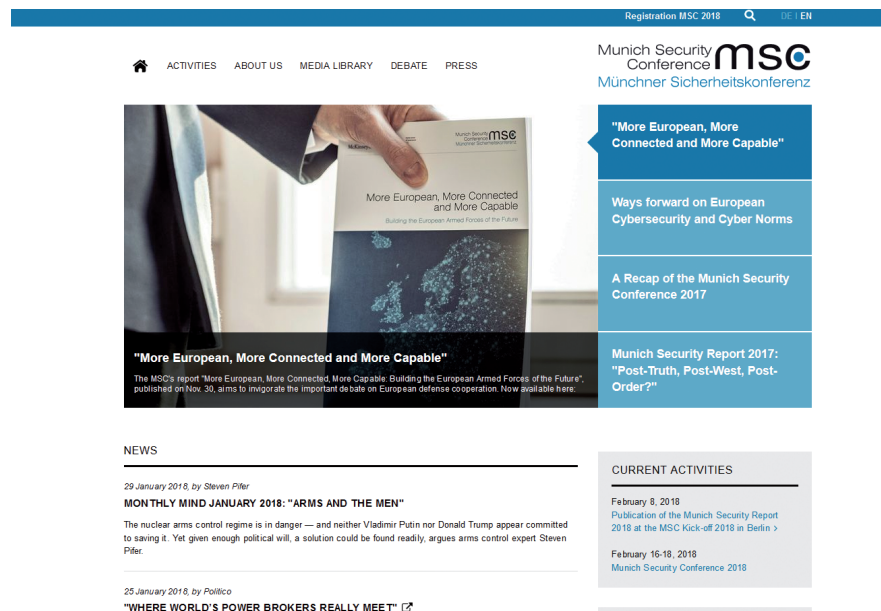 Registration MSC 2018
DE | EN
ACTIVITIES ABOUT US MEDIA LIBRARY DEBATE PRESS
Munich Security
Conference
msc
Münchner Sicherheitskonferenz
McKinsey
Munich Security
Conference
msc
Münchner Sicherheitskonferenz
More European, More Connected
and More Capable
Building the European Armed Forces of the Future
"More European, More Connected and More Capable"
The MSC's report "More European, More Connected, More Capable: Building the European Armed Forces of the Future",
published on Nov. 30, aims to invigorate the important debate on European defense cooperation. Now available here:
"More European, More
Connected and More Capable"
Ways forward on European
Cybersecurity and Cyber Norms
A Recap of the Munich Security
Conference 2017
Munich Security Report 2017:
"Post-Truth, Post-West, Post-
Order?"
NEWS
29 January 2018, by Steven Pifer
MONTHLY MIND JANUARY 2018: "ARMS AND THE MEN"
The nuclear arms control regime is in danger — and neither Vladimir Putin nor Donald Trump appear committed
to saving it. Yet given enough political will, a solution could be found readily, argues arms control expert Steven
Pifer.
25 January 2018, by Politico
"WHERE WORLD'S POWER BROKERS REALLY MEET"
CURRENT ACTIVITIES
February 8, 2018
Publication of the Munich Security Report
2018 at the MSC Kick-off 2018 in Berlin >
February 16-18, 2018
Munich Security Conference 2018